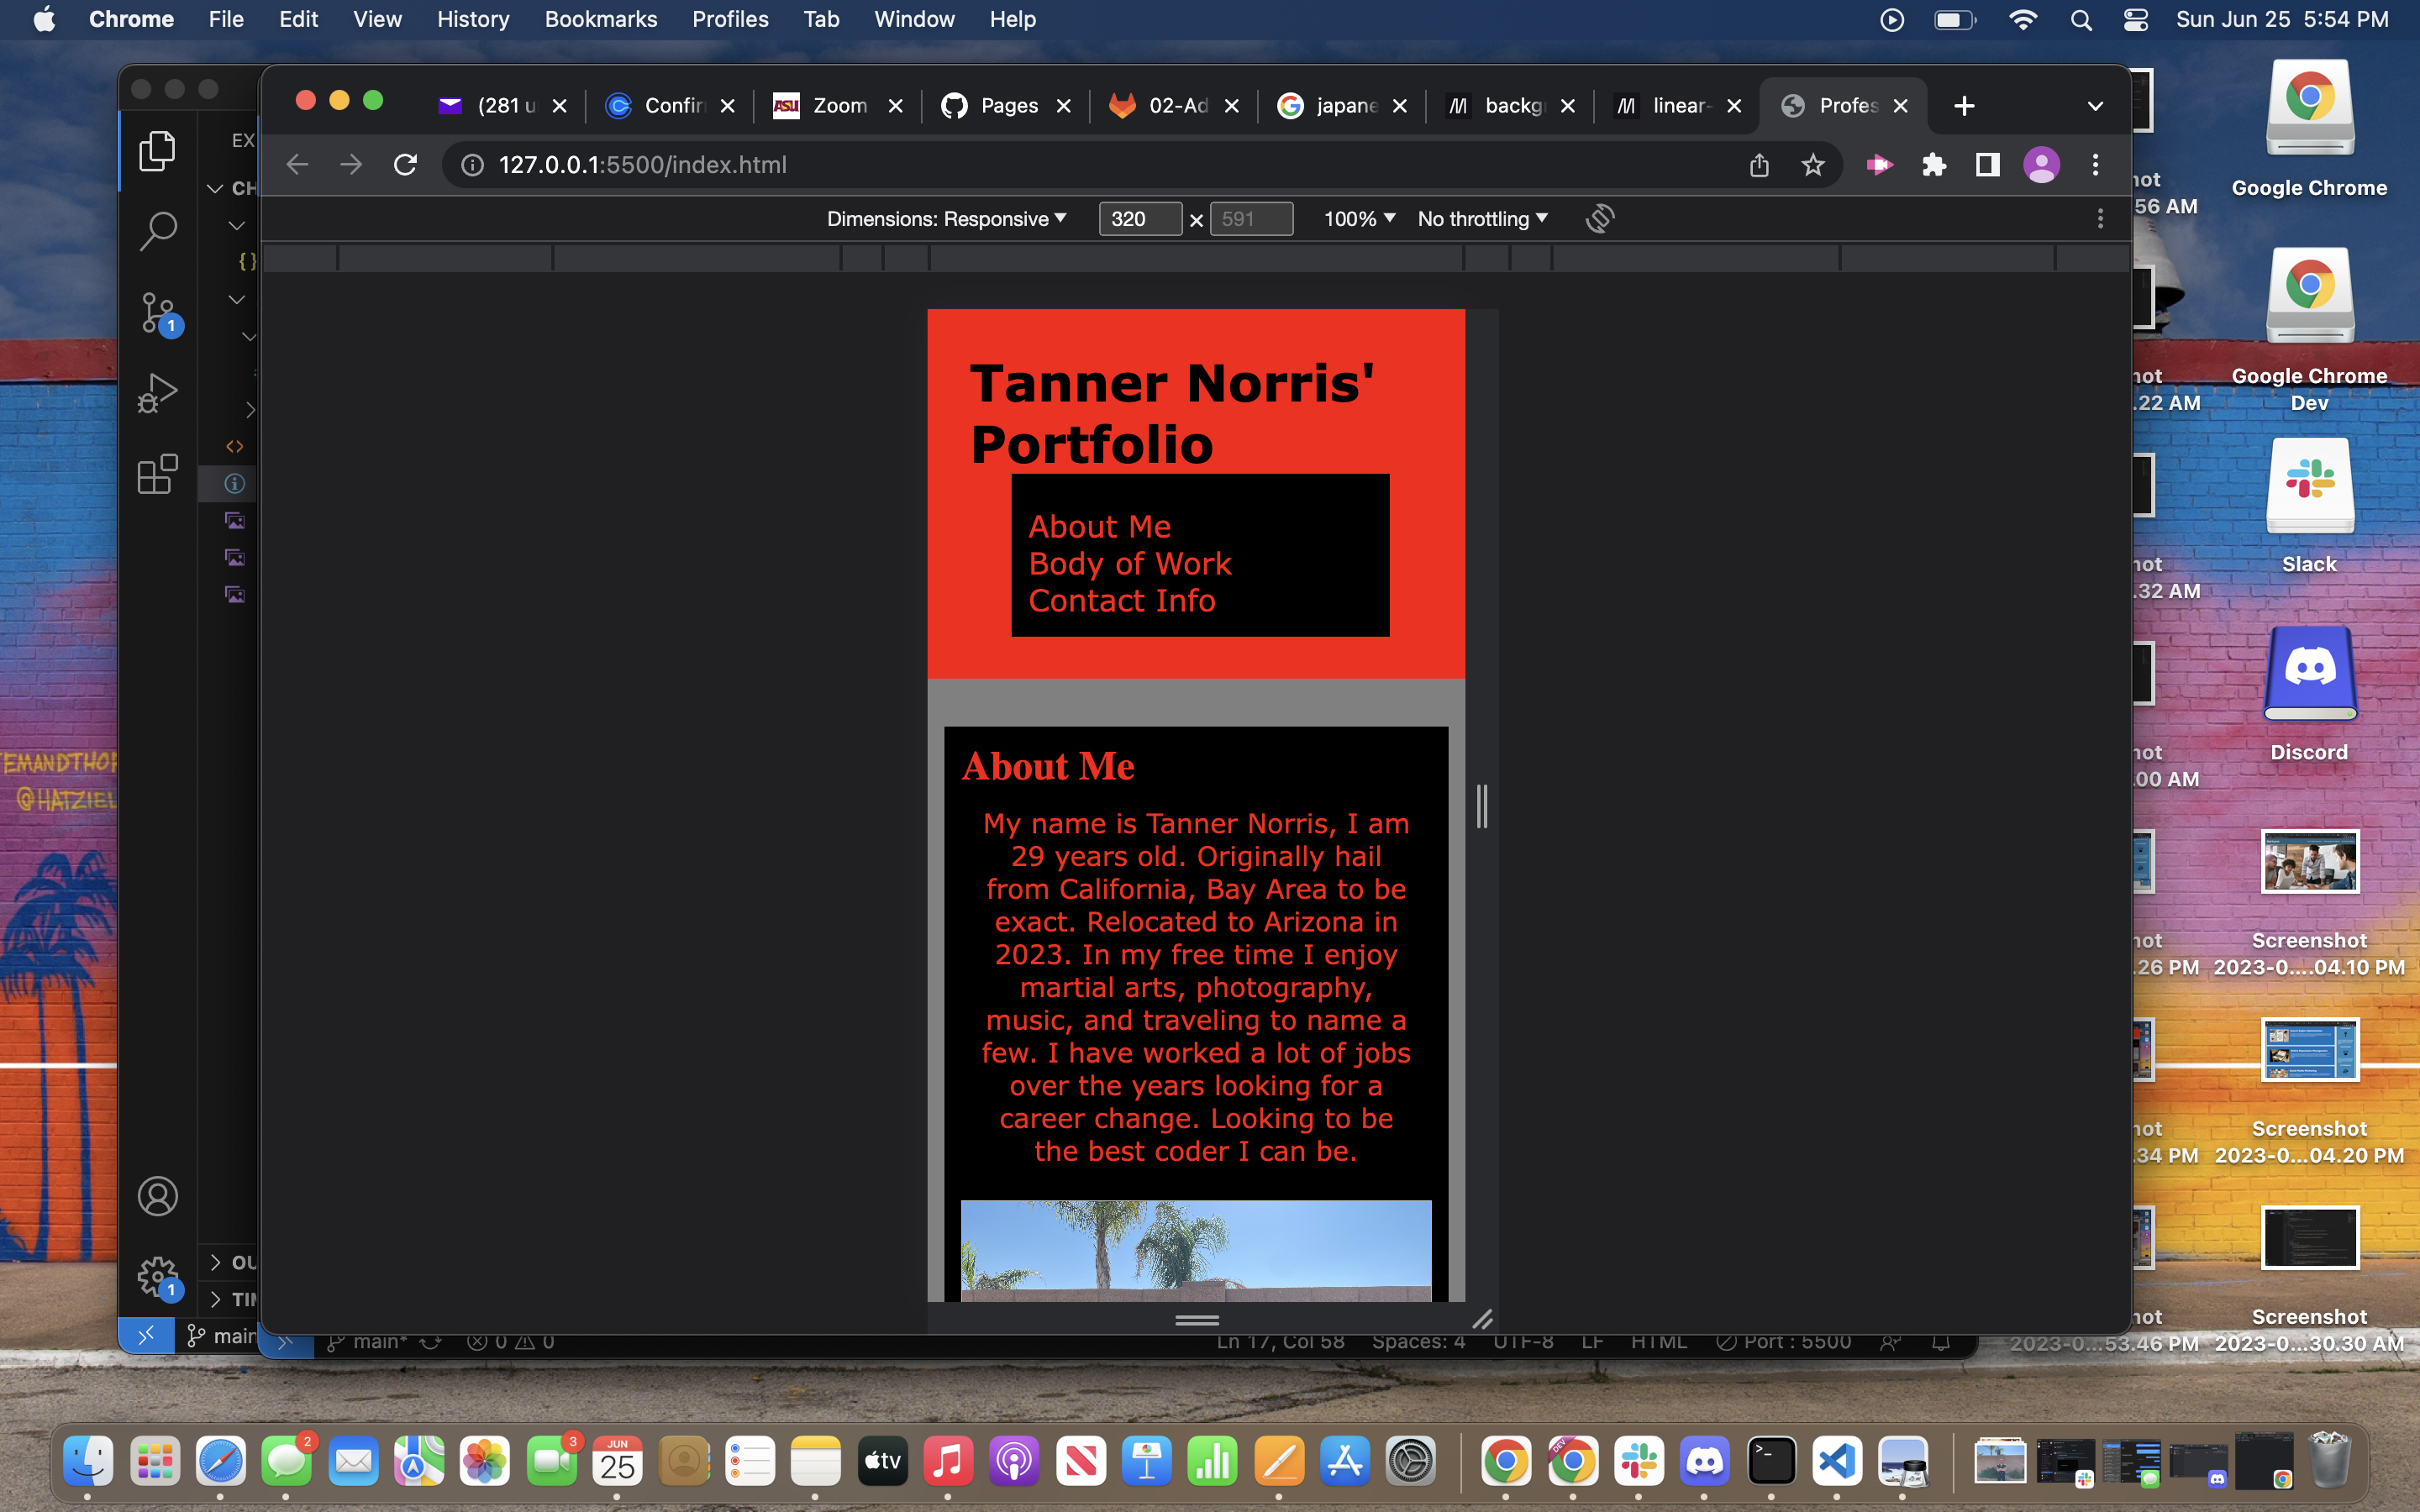 Chrome File Edit View History Bookmarks Profiles Tab Window Help Sun Jun 25 5:54 PM
(281 u Confir Zoom Pages 02-Ad japane backg linear- Profes
127.0.0.1:5500/index.html
Dimensions: Responsive 320 × 591 100% No throttling
EX
CH
{}
1
Tanner Norris'
Portfolio
About Me
Body of Work
Contact Info
About Me
My name is Tanner Norris, I am
29 years old. Originally hail
from California, Bay Area to be
exact. Relocated to Arizona in
2023. In my free time I enjoy
martial arts, photography,
music, and traveling to name a
few. I have worked a lot of jobs
over the years looking for a
career change. Looking to be
the best coder I can be.
1
OU
TIM
main
main* 0 0 Ln 17, Col 58 Spaces: 4 UTF-8 LF HTML Port : 5500
TEMANDTHOR
@HATZIEL
Google Chrome
hot
56 AM
Google Chrome
Dev
hot
.22 AM
Slack
hot
.32 AM
Discord
hot
.00 AM
Screenshot
2023-0....04.10 PM
hot
.26 PM
Screenshot
2023-0...04.20 PM
hot
.34 PM
Screenshot
2023-0...30.30 AM
hot
2023-0...53.46 PM
2 3 JUN
25
tv
DEV